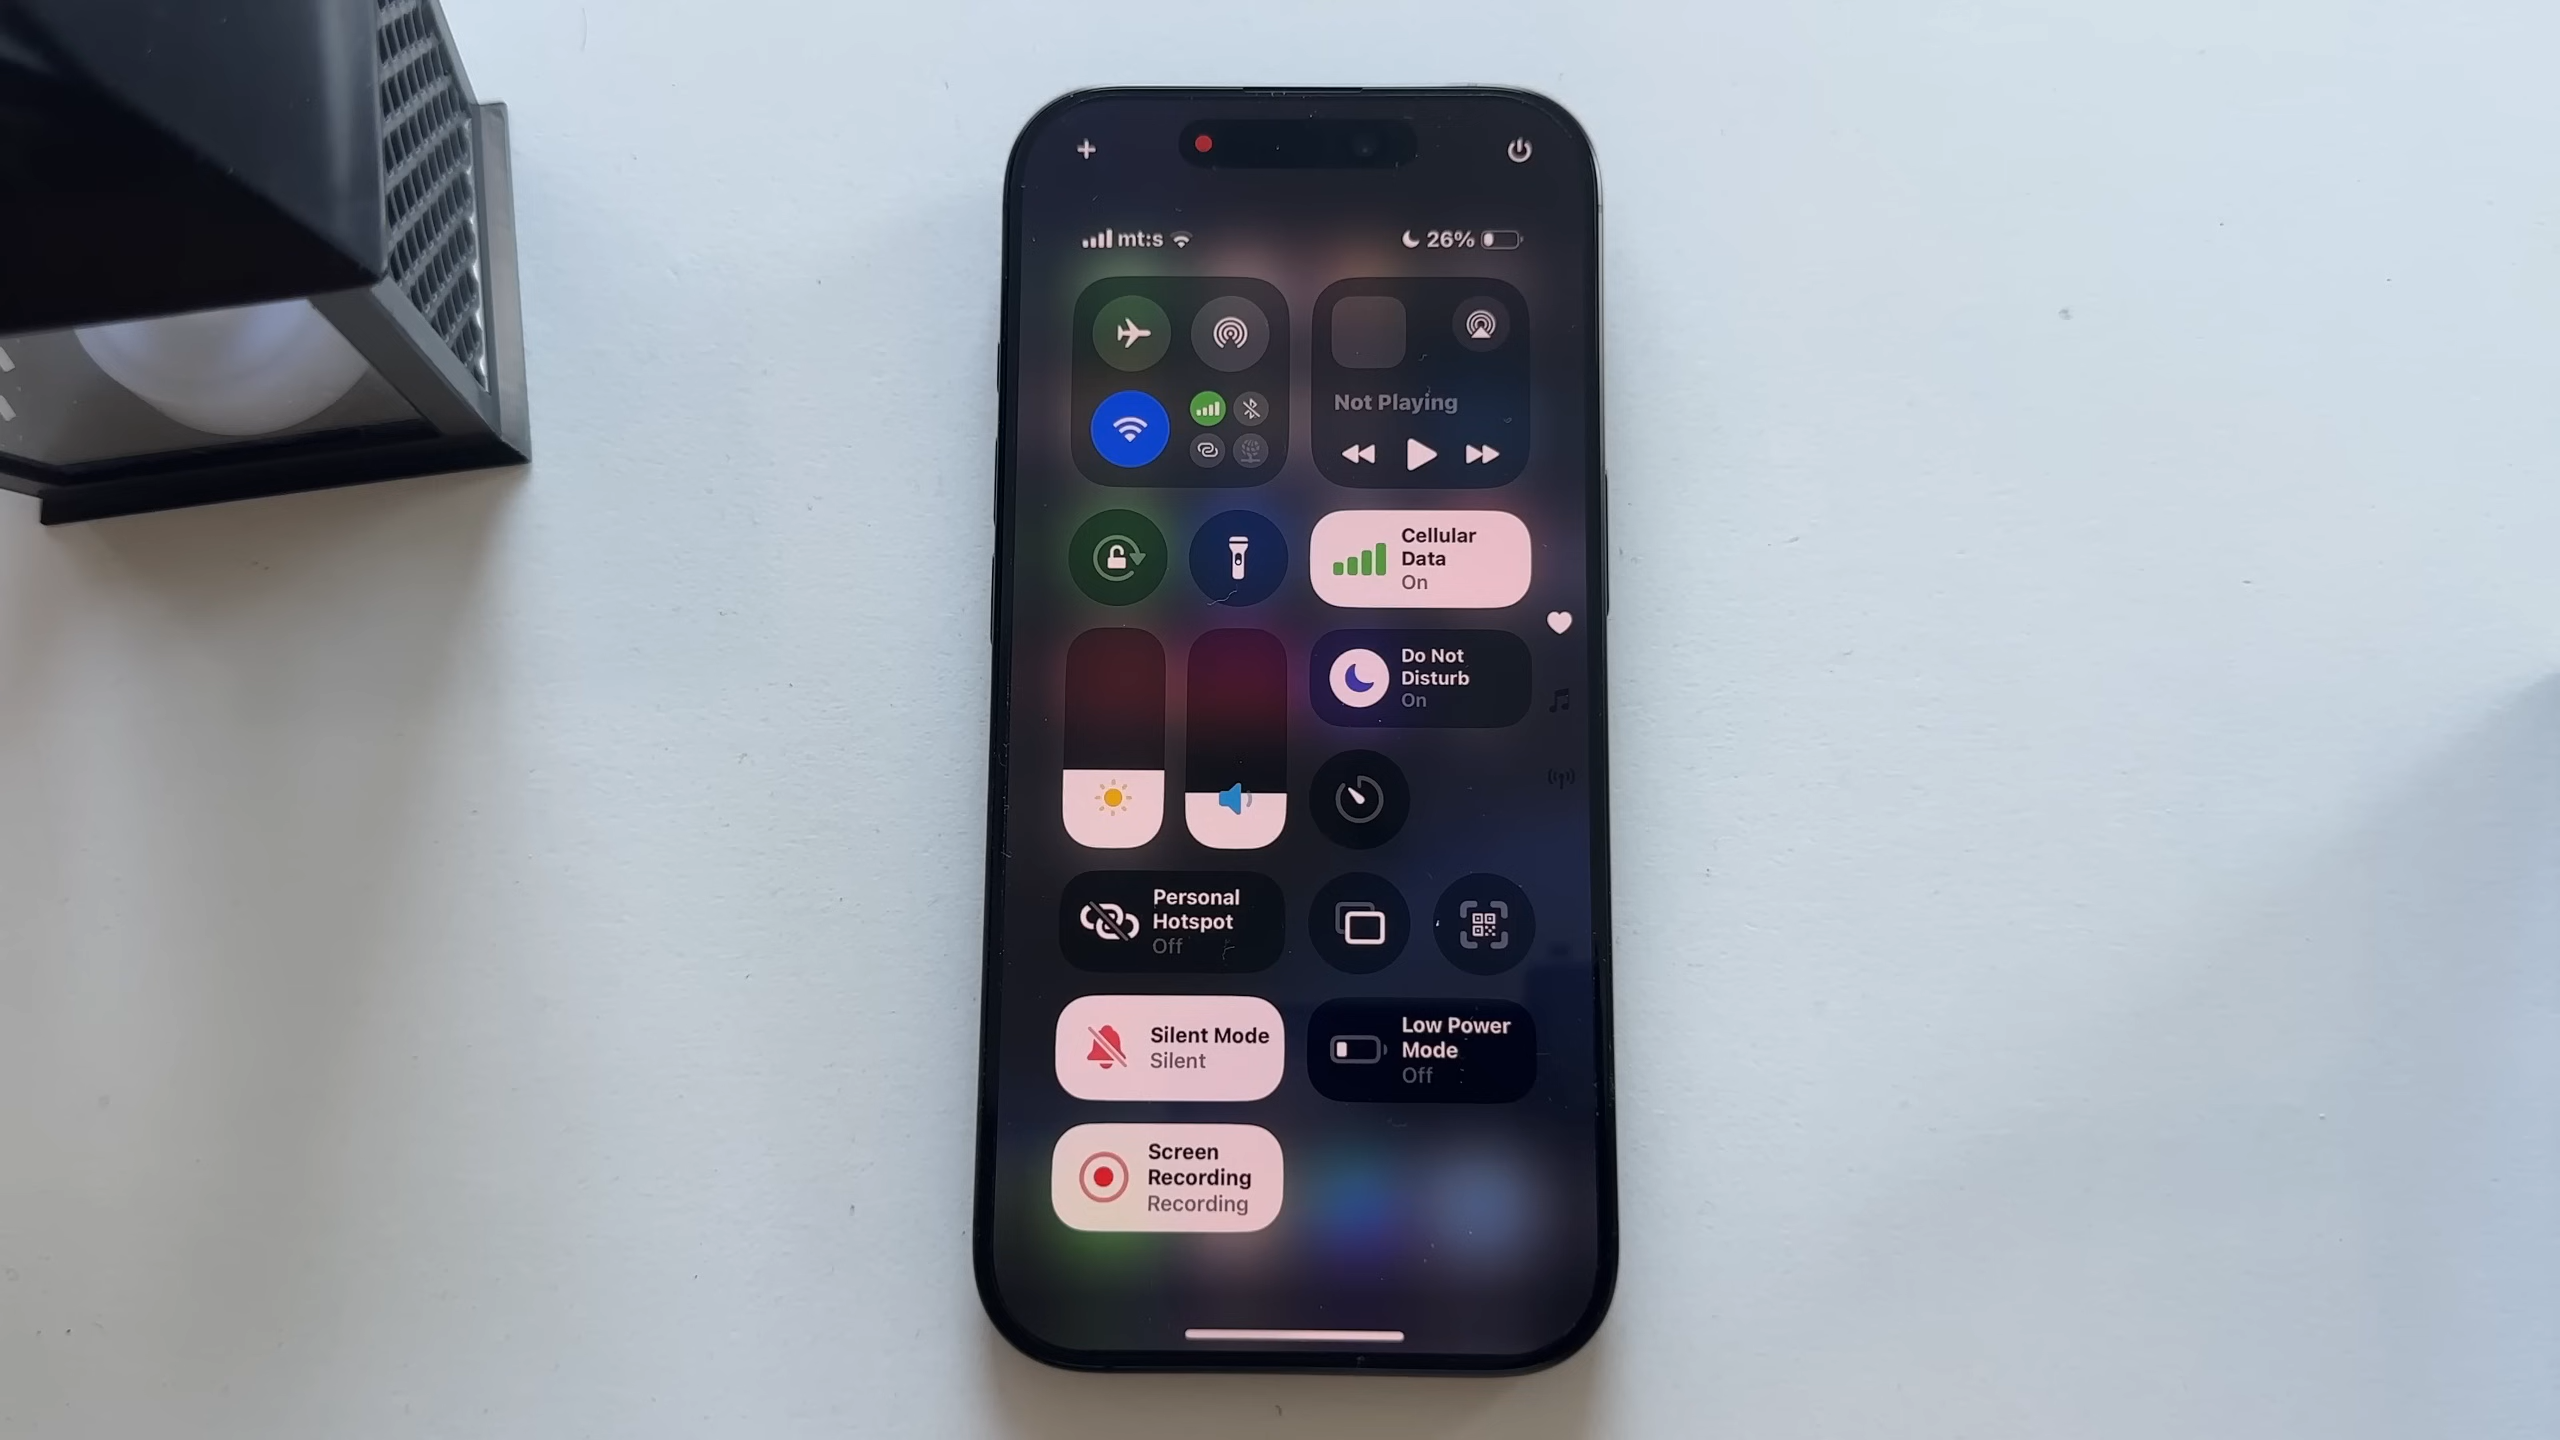 mt:s
26%
Not Playing
Cellular
Data
On
Do Not
Disturb
On
Personal
Hotspot
Off
Silent Mode
Silent
Low Power
Mode
Off
Screen
Recording
Recording